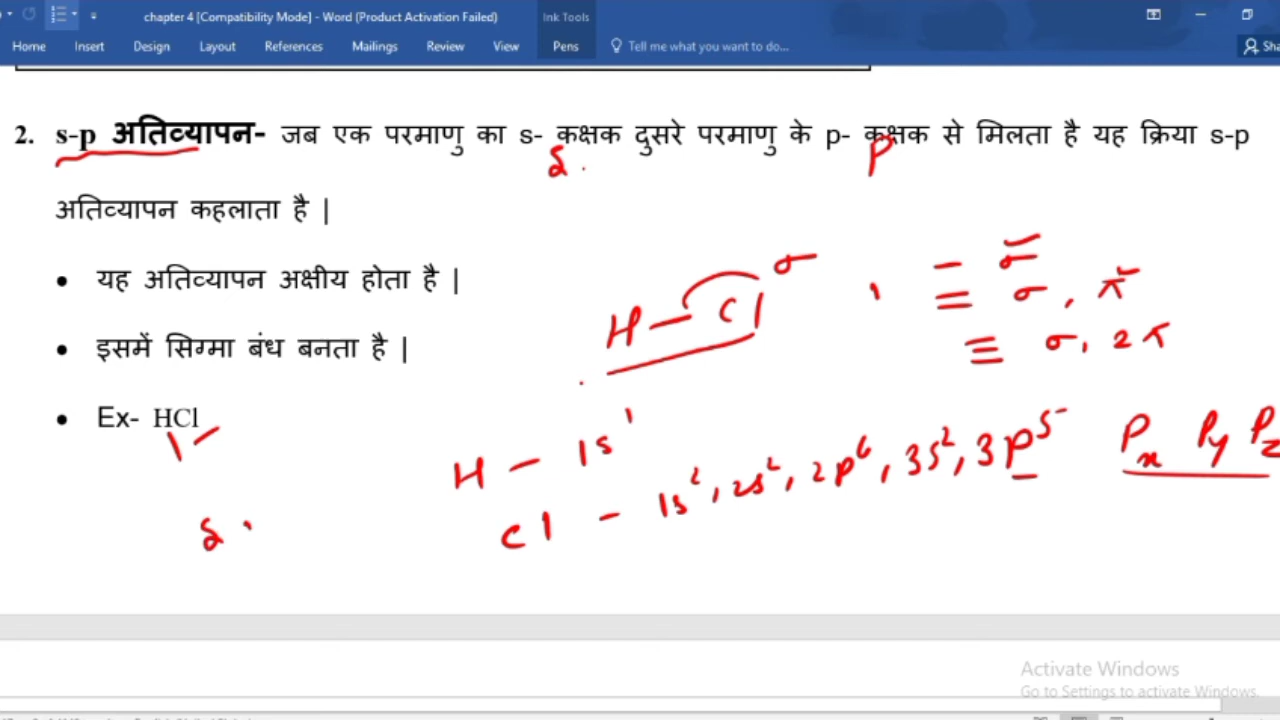 chapter 4 [Compatibility Mode] - Word (Product Activation Failed)
Ink Tools
Home Insert Design Layout References Mailings Review View Pens Tell me what you want to do... Sha
2. s-p अतिव्यापन- जब एक परमाणु का s- कक्षक दुसरे परमाणु के p- कक्षक से मिलता है यह क्रिया s-p
s p
अतिव्यापन कहलाता है |
• यह अतिव्यापन अक्षीय होता है |
H – Cl σ
– σ
= σ, π
≡ σ, 2π
• इसमें सिग्मा बंध बनता है |
• Ex- HCl
H – 1s¹
Cl – 1s², 2s², 2p⁶, 3s², 3p⁵ Px Py Pz
s
Activate Windows
Go to Settings to activate Windows.